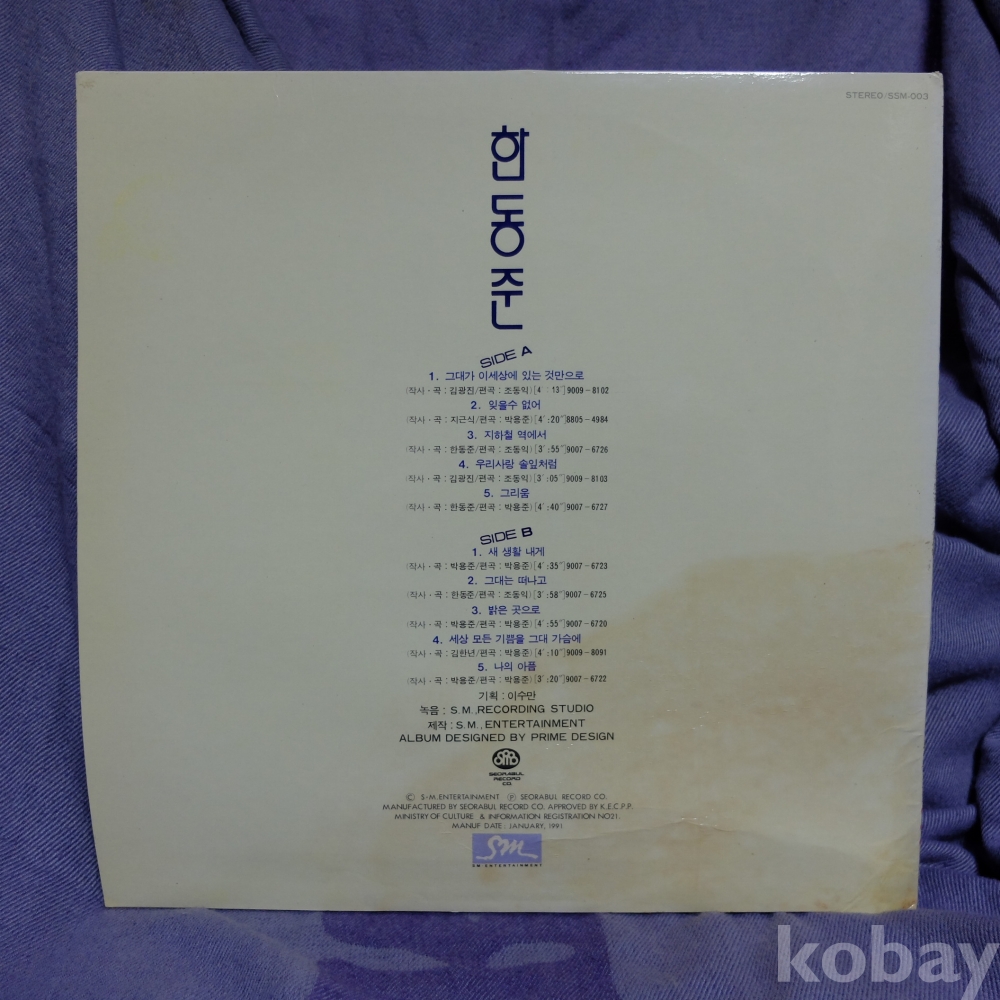 STEREO/SSM-003
한동준
SIDE A
1. 그대가 이세상에 있는 것만으로
(작사·곡 : 김광진/편곡 : 조동익)[4′:13″]9009-8102
2. 잊을수 없어
(작사·곡 : 지근식/편곡 : 박용준)[4′:20″]8805-4984
3. 지하철 역에서
(작사·곡 : 한동준/편곡 : 조동익)[3′:55″]9007-6726
4. 우리사랑 솔잎처럼
(작사·곡 : 김광진/편곡 : 조동익)[3′:05″]9009-8103
5. 그리움
(작사·곡 : 한동준/편곡 : 박용준)[4′:40″]9007-6727
SIDE B
1. 새 생활 내게
(작사·곡 : 박용준/편곡 : 박용준)[4′:35″]9007-6723
2. 그대는 떠나고
(작사·곡 : 한동준/편곡 : 조동익)[3′:58″]9007-6725
3. 밝은 곳으로
(작사·곡 : 박용준/편곡 : 박용준)[4′:55″]9007-6720
4. 세상 모든 기쁨을 그대 가슴에
(작사·곡 : 김한년/편곡 : 박용준)[4′:10″]9009-8091
5. 나의 아픔
(작사·곡 : 박용준/편곡 : 박용준)[3′:20″]9007-6722
기획 : 이수만
녹음 : S.M.,RECORDING STUDIO
제작 : S.M.,ENTERTAINMENT
ALBUM DESIGNED BY PRIME DESIGN
SRB
SEORABUL
RECORD
CO.
Ⓒ S-M.ENTERTAINMENT Ⓟ SEORABUL RECORD CO.
MANUFACTURED BY SEORABUL RECORD CO. APPROVED BY K.E.C.P.P.
MINISTRY OF CULTURE & INFORMATION REGISTRATION NO21.
MANUF DATE : JANUARY, 1991
SM
SM-ENTERTAINMENT
kobay